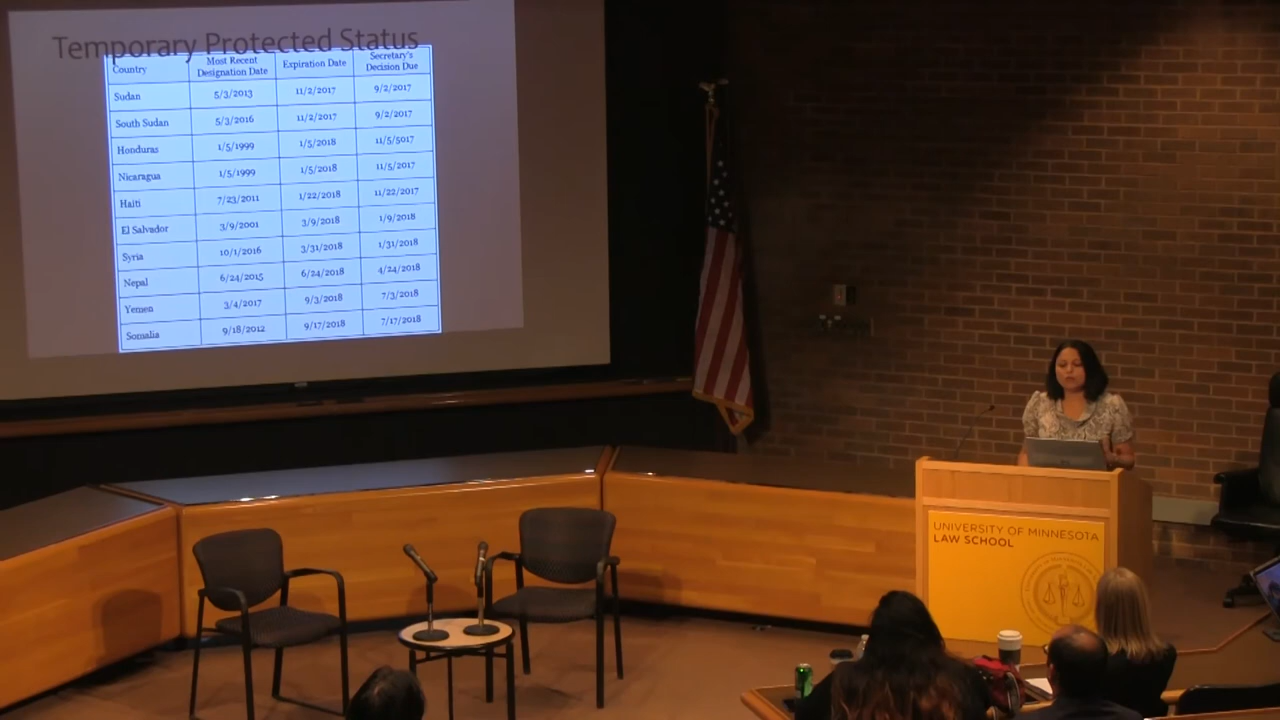 Temporary Protected Status
Country Most Recent Designation Date Expiration Date Secretary's Decision Due
Sudan 5/3/2013 11/2/2017 9/2/2017
South Sudan 5/3/2016 11/2/2017 9/2/2017
Honduras 1/5/1999 1/5/2018 11/5/5017
Nicaragua 1/5/1999 1/5/2018 11/5/2017
Haiti 7/23/2011 1/22/2018 11/22/2017
El Salvador 3/9/2001 3/9/2018 1/9/2018
Syria 10/1/2016 3/31/2018 1/31/2018
Nepal 6/24/2015 6/24/2018 4/24/2018
Yemen 3/4/2017 9/3/2018 7/3/2018
Somalia 9/18/2012 9/17/2018 7/17/2018
UNIVERSITY OF MINNESOTA
LAW SCHOOL